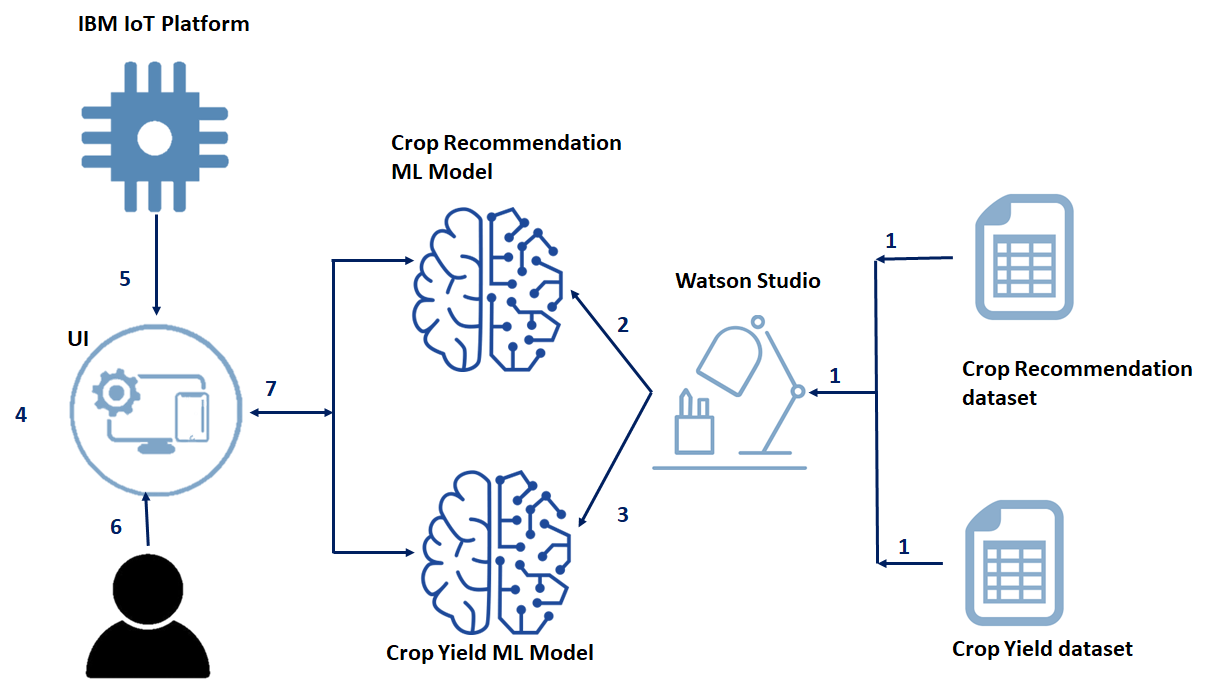 IBM IoT Platform
Crop Recommendation
ML Model
1
Watson Studio
5
2
UI
Crop Recommendation
dataset
7
1
4
3
6
1
Crop Yield ML Model
Crop Yield dataset